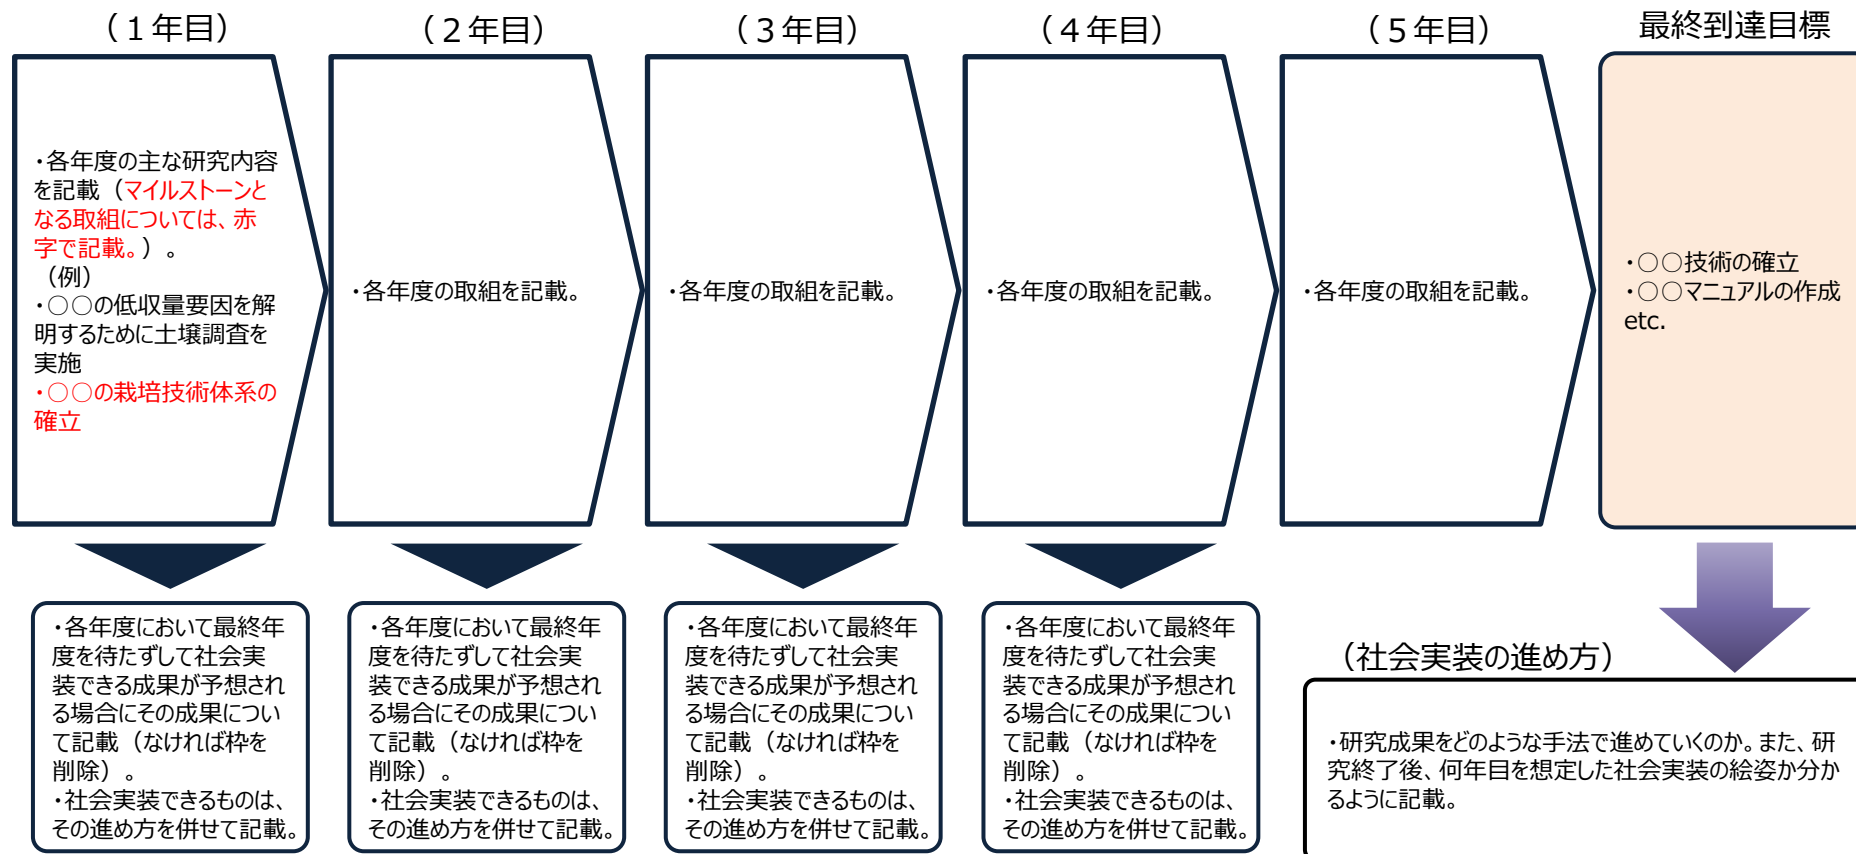 （１年目）
（２年目）
（３年目）
（４年目）
（５年目）
最終到達目標
・各年度の主な研究内容
を記載（マイルストーンと
なる取組については、赤
字で記載。）。
（例）
・○○の低収量要因を解
明するために土壌調査を
実施
・○○の栽培技術体系の
確立
・各年度の取組を記載。
・各年度の取組を記載。
・各年度の取組を記載。
・各年度の取組を記載。
・○○技術の確立
・○○マニュアルの作成
etc.
・各年度において最終年
度を待たずして社会実
装できる成果が予想され
る場合にその成果につい
て記載（なければ枠を
削除）。
・社会実装できるものは、
その進め方を併せて記載。
・各年度において最終年
度を待たずして社会実
装できる成果が予想され
る場合にその成果につい
て記載（なければ枠を
削除）。
・社会実装できるものは、
その進め方を併せて記載。
・各年度において最終年
度を待たずして社会実
装できる成果が予想され
る場合にその成果につい
て記載（なければ枠を
削除）。
・社会実装できるものは、
その進め方を併せて記載。
・各年度において最終年
度を待たずして社会実
装できる成果が予想され
る場合にその成果につい
て記載（なければ枠を
削除）。
・社会実装できるものは、
その進め方を併せて記載。
（社会実装の進め方）
・研究成果をどのような手法で進めていくのか。また、研
究終了後、何年目を想定した社会実装の絵姿か分か
るように記載。